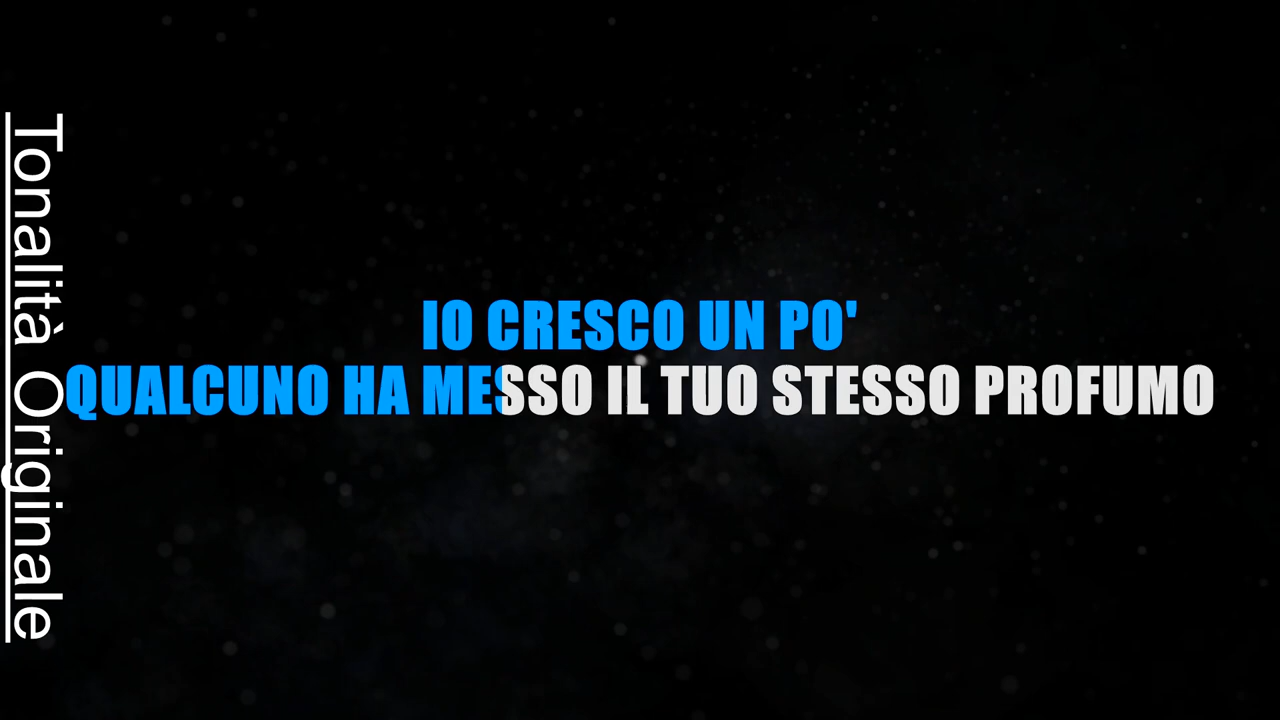 IO CRESCO UN PO'
QUALCUNO HA MESSO IL TUO STESSO PROFUMO
Tonalità Originale